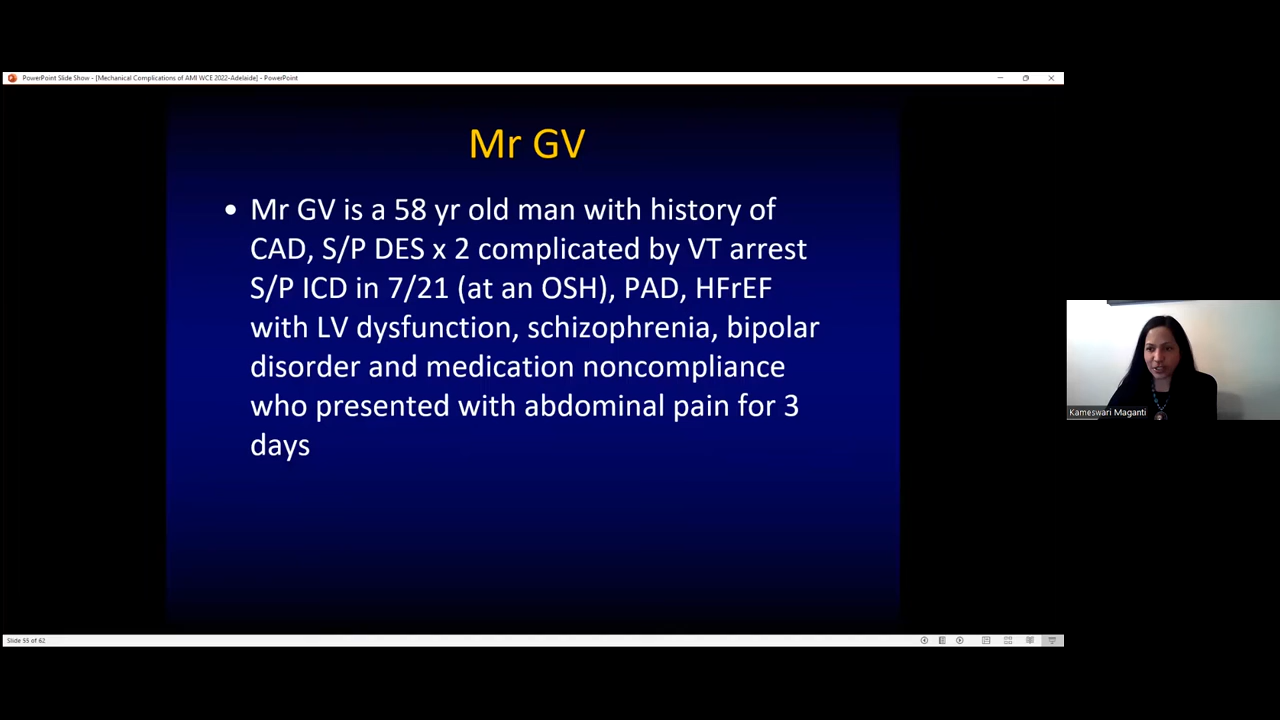 PowerPoint Slide Show - [Mechanical Complications of AMI WCE 2022-Adelaide] - PowerPoint
Mr GV
• Mr GV is a 58 yr old man with history of
CAD, S/P DES x 2 complicated by VT arrest
S/P ICD in 7/21 (at an OSH), PAD, HFrEF
with LV dysfunction, schizophrenia, bipolar
disorder and medication noncompliance
who presented with abdominal pain for 3
days
Kameswari Maganti
Slide 55 of 62